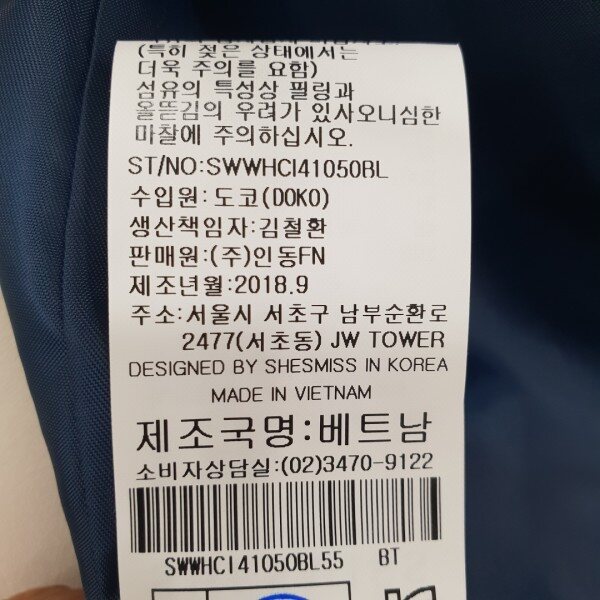 (특히 젖은 상태에서는
더욱 주의를 요함)
섬유의 특성상 필링과
올뜯김의 우려가 있사오니심한
마찰에 주의하십시오.
ST/NO:SWWHCI41050BL
수입원:도코(DOKO)
생산책임자:김철환
판매원:(주)인동FN
제조년월:2018.9
주소:서울시 서초구 남부순환로
2477(서초동) JW TOWER
DESIGNED BY SHESMISS IN KOREA
MADE IN VIETNAM
제조국명:베트남
소비자상담실:(02)3470-9122
SWWHCI41050BL55 BT